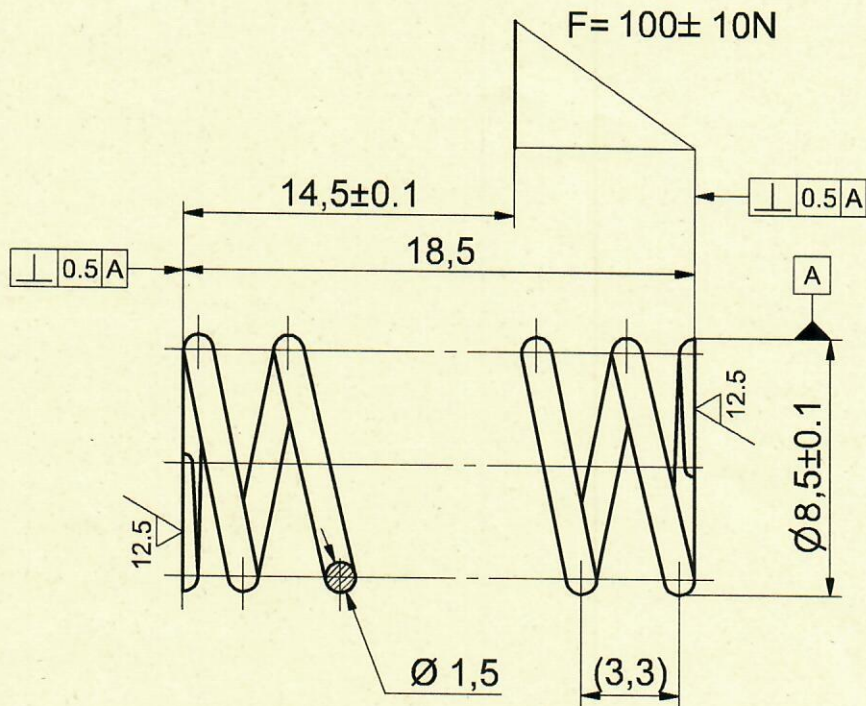 F= 100± 10N
14,5±0.1
⊥ 0.5 A
18,5
⊥ 0.5 A
A
12.5
Ø8,5±0.1
12.5
Ø 1,5
(3,3)